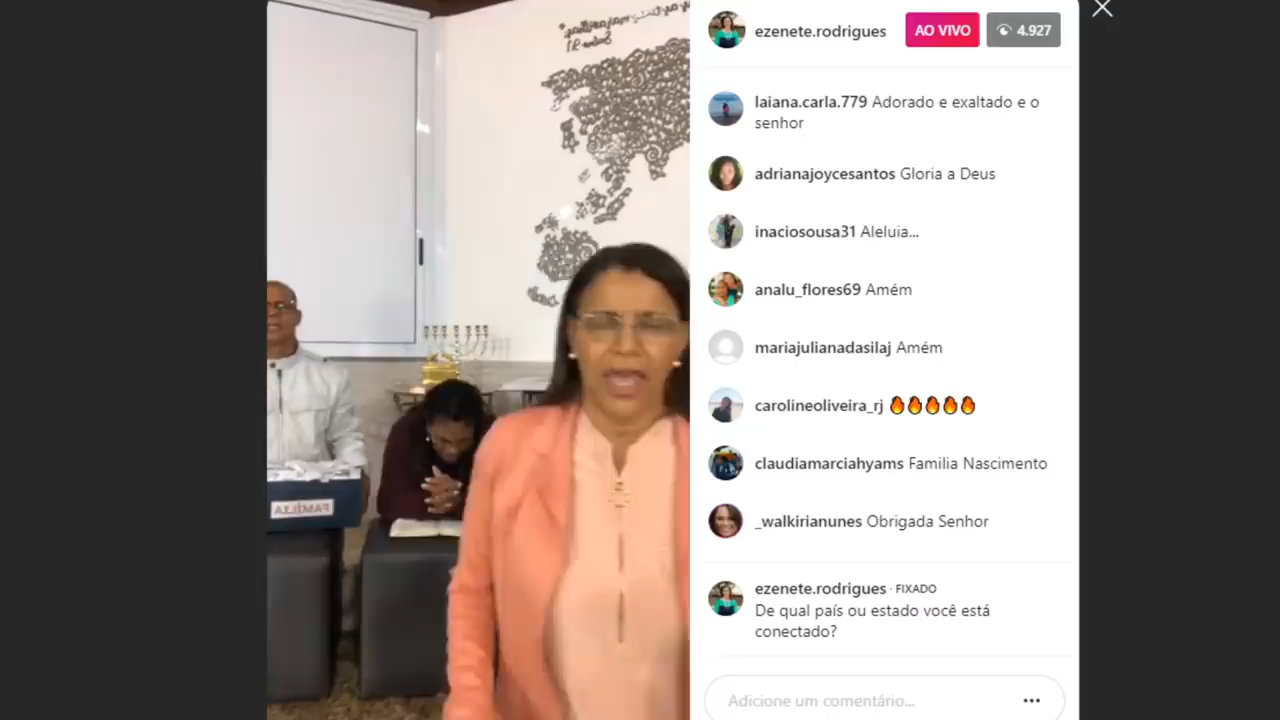 ezenete.rodrigues AO VIVO 4.927
laiana.carla.779 Adorado e exaltado e o
senhor
adrianajoycesantos Gloria a Deus
inaciosousa31 Aleluia...
analu_flores69 Amém
mariajulianadasilaj Amém
carolineoliveira_rj 🔥🔥🔥🔥🔥
claudiamarciahyams Familia Nascimento
_walkirianunes Obrigada Senhor
ezenete.rodrigues · FIXADO
De qual país ou estado você está
conectado?
Adicione um comentário...
FAMÍLIA